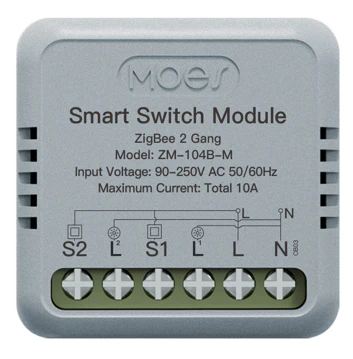 MOES
Smart Switch Module
ZigBee 2 Gang
Model: ZM-104B-M
Input Voltage: 90-250V AC 50/60Hz
Maximum Current: Total 10A
L N
S2 L2 S1 L1 L N
CB03